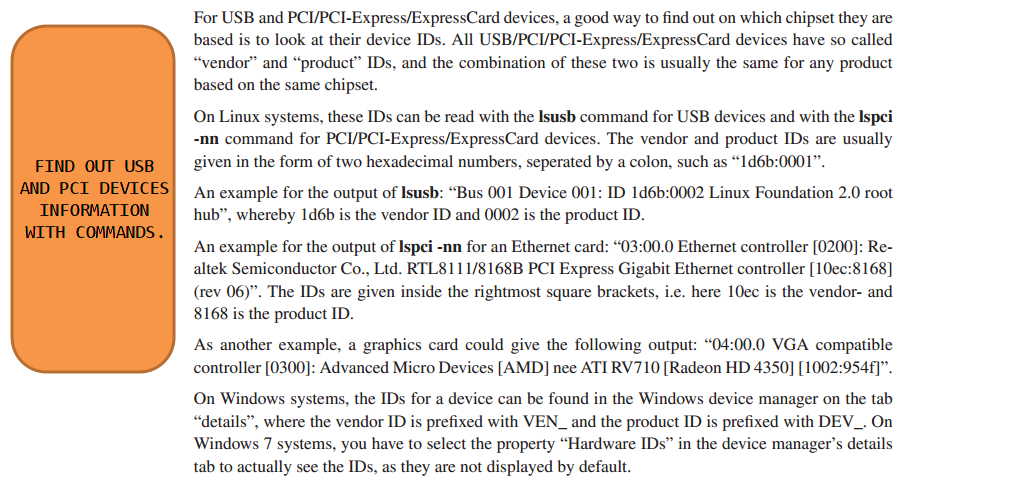 FIND OUT USB
AND PCI DEVICES
INFORMATION
WITH COMMANDS.
For USB and PCI/PCI-Express/ExpressCard devices, a good way to find out on which chipset they are
based is to look at their device IDs. All USB/PCI/PCI-Express/ExpressCard devices have so called
“vendor” and “product” IDs, and the combination of these two is usually the same for any product
based on the same chipset.
On Linux systems, these IDs can be read with the lsusb command for USB devices and with the lspci
-nn command for PCI/PCI-Express/ExpressCard devices. The vendor and product IDs are usually
given in the form of two hexadecimal numbers, seperated by a colon, such as “1d6b:0001”.
An example for the output of lsusb: “Bus 001 Device 001: ID 1d6b:0002 Linux Foundation 2.0 root
hub”, whereby 1d6b is the vendor ID and 0002 is the product ID.
An example for the output of lspci -nn for an Ethernet card: “03:00.0 Ethernet controller [0200]: Re-
altek Semiconductor Co., Ltd. RTL8111/8168B PCI Express Gigabit Ethernet controller [10ec:8168]
(rev 06)”. The IDs are given inside the rightmost square brackets, i.e. here 10ec is the vendor- and
8168 is the product ID.
As another example, a graphics card could give the following output: “04:00.0 VGA compatible
controller [0300]: Advanced Micro Devices [AMD] nee ATI RV710 [Radeon HD 4350] [1002:954f]”.
On Windows systems, the IDs for a device can be found in the Windows device manager on the tab
“details”, where the vendor ID is prefixed with VEN_ and the product ID is prefixed with DEV_. On
Windows 7 systems, you have to select the property “Hardware IDs” in the device manager’s details
tab to actually see the IDs, as they are not displayed by default.